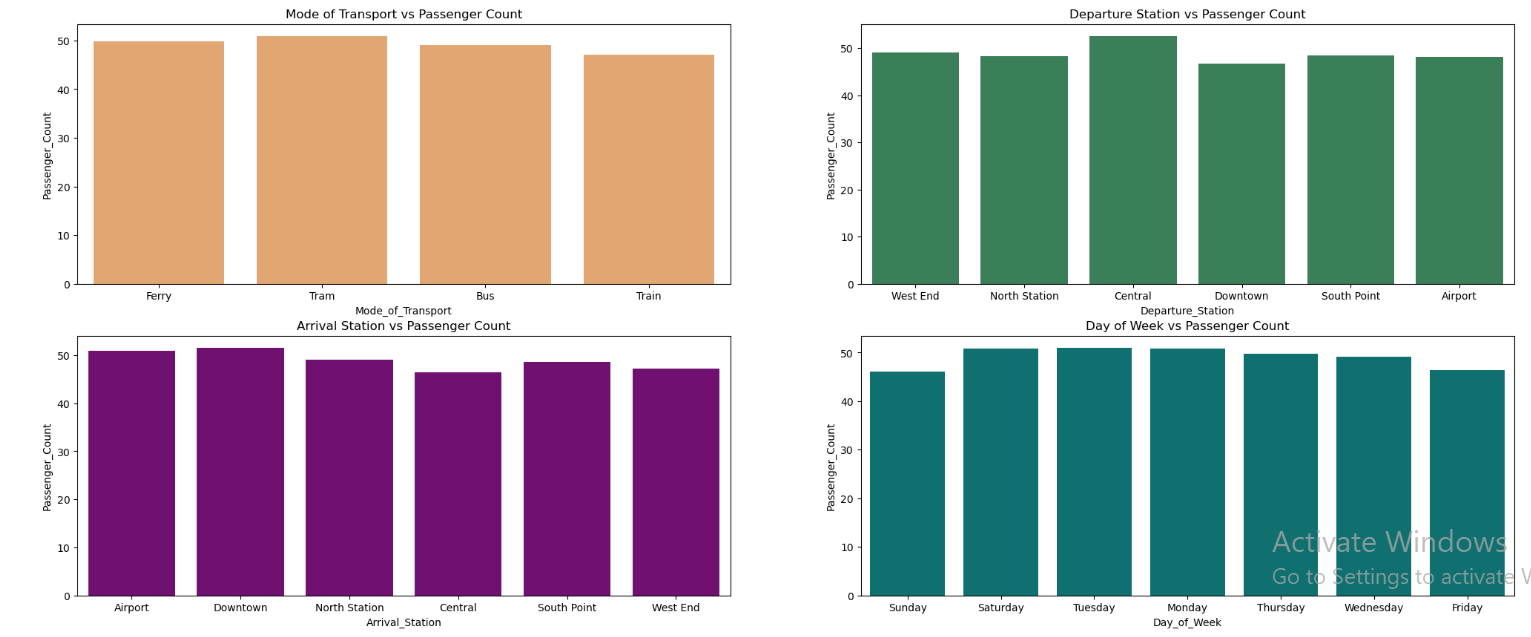 Mode of Transport vs Passenger Count
Passenger_Count
50
40
30
20
10
0
Ferry Tram Bus Train
Mode_of_Transport
Departure Station vs Passenger Count
Passenger_Count
50
40
30
20
10
0
West End North Station Central Downtown South Point Airport
Departure_Station
Arrival Station vs Passenger Count
Passenger_Count
50
40
30
20
10
0
Airport Downtown North Station Central South Point West End
Arrival_Station
Day of Week vs Passenger Count
Passenger_Count
50
40
30
20
10
0
Sunday Saturday Tuesday Monday Thursday Wednesday Friday
Day_of_Week
Activate Windows
Go to Settings to activate W